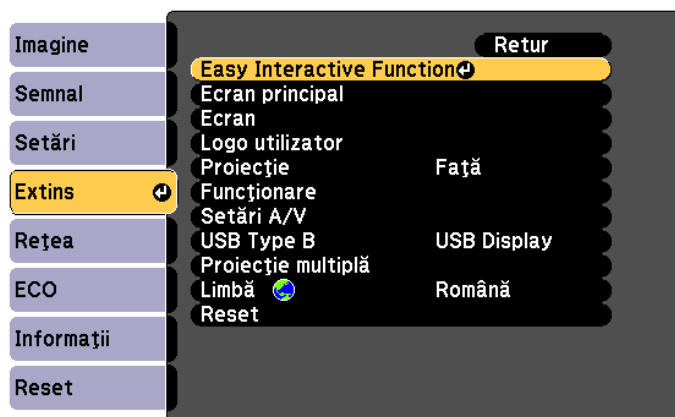 Imagine
Semnal
Setări
Extins
Reţea
ECO
Informaţii
Reset
Retur
Easy Interactive Function
Ecran principal
Ecran
Logo utilizator
Proiecţie Faţă
Funcţionare
Setări A/V
USB Type B USB Display
Proiecţie multiplă
Limbă Română
Reset